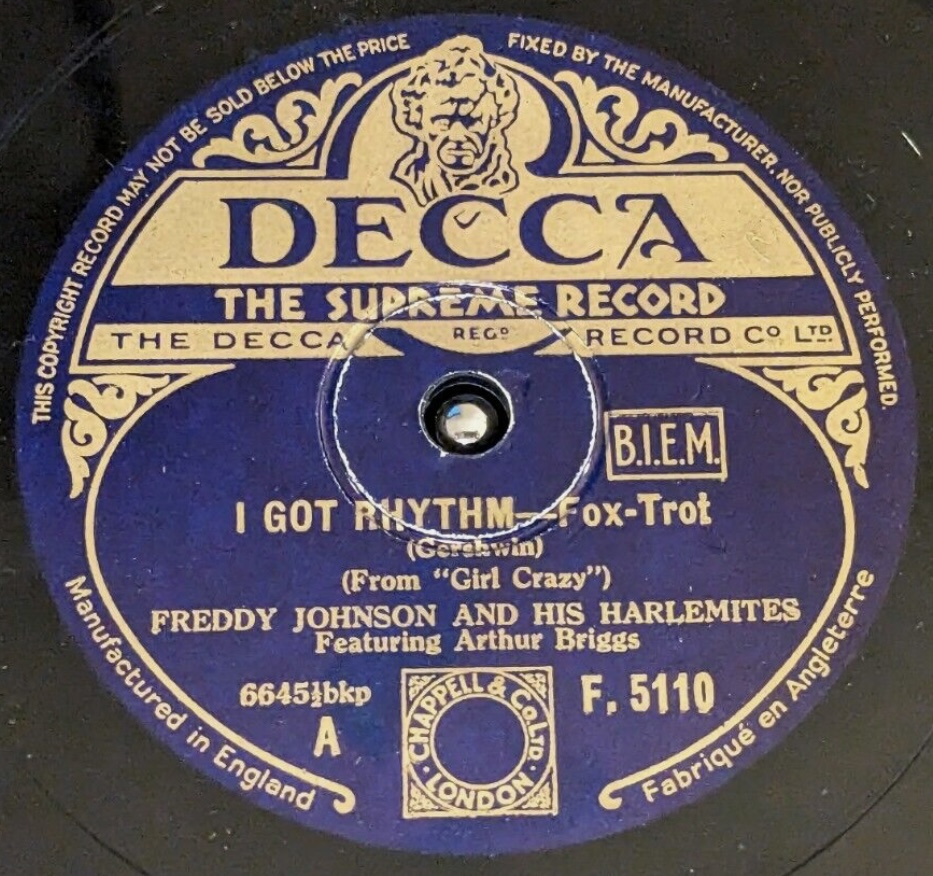 THIS COPYRIGHT RECORD MAY NOT BE SOLD BELOW THE PRICE FIXED BY THE MANUFACTURER. NOR PUBLICLY PERFORMED.
DECCA
THE SUPREME RECORD
THE DECCA REGD RECORD CO. LTD.
B.I.E.M.
I GOT RHYTHM—Fox-Trot
(Gershwin)
(From “Girl Crazy”)
FREDDY JOHNSON AND HIS HARLEMITES
Featuring Arthur Briggs
6645½bkp
A
CHAPPELL & CO. LTD.
· LONDON ·
F. 5110
Manufactured in England
Fabriqué en Angleterre